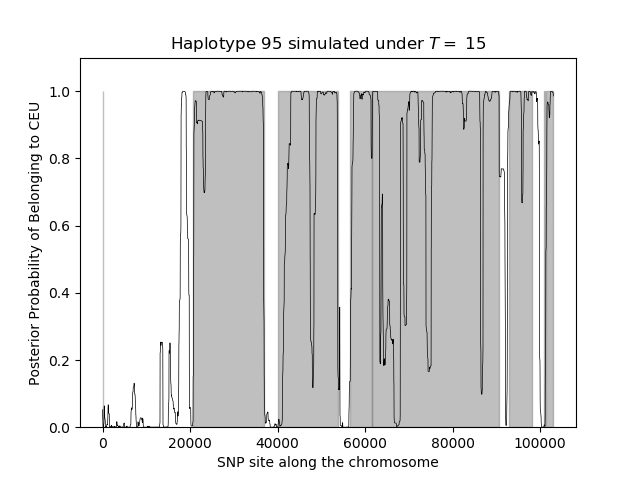 Haplotype 95 simulated under T = 15
Posterior Probability of Belonging to CEU
1.0
0.8
0.6
0.4
0.2
0.0
0 20000 40000 60000 80000 100000
SNP site along the chromosome